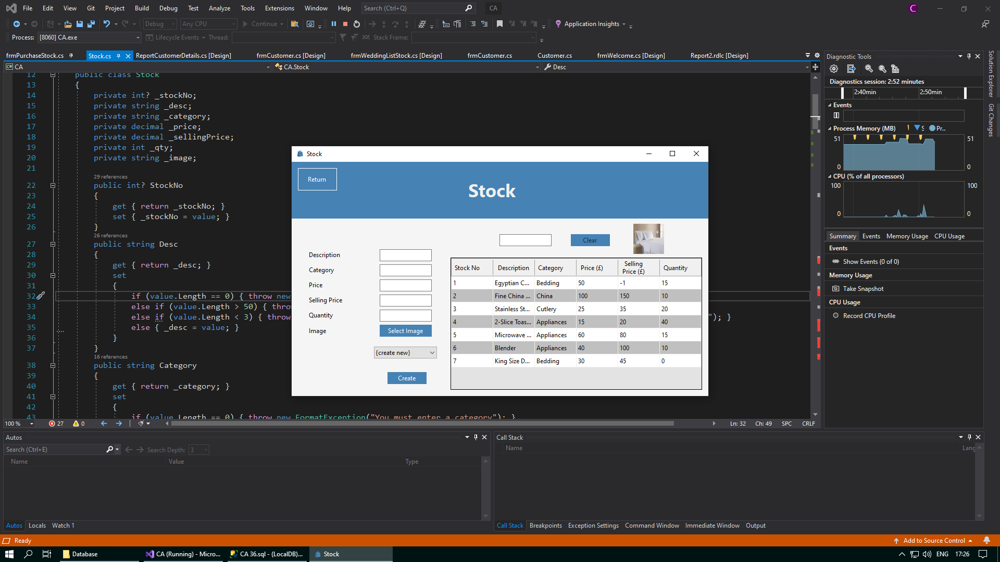 File Edit View Git Project Build Debug Test Analyze Tools Extensions Window Help Search (Ctrl+Q) CA C
Debug Any CPU Continue Application Insights
Process: [8060] CA.exe Lifecycle Events Thread: Stack Frame:
frmPurchaseStock.cs Stock.cs ReportCustomerDetails.cs [Design] frmCustomer.cs [Design] frmWeddingListStock.cs [Design] frmCustomer.cs Customer.cs frmWelcome.cs [Design] Report2.rdlc [Design]
C# CA CA.Stock Desc
12 public class Stock
13 {
14 private int? _stockNo;
15 private string _desc;
16 private string _category;
17 private decimal _price;
18 private decimal _sellingPrice;
19 private int _qty;
20 private string _image;
21
29 references
22 public int? StockNo
23 {
24 get { return _stockNo; }
25 set { _stockNo = value; }
26 }
26 references
27 public string Desc
28 {
29 get { return _desc; }
30 set
31 {
32 if (value.Length == 0) { throw new
33 else if (value.Length > 50) { thro
34 else if (value.Length < 3) { throw "); }
35 else { _desc = value; }
36 }
37 }
16 references
38 public string Category
39 {
40 get { return _category; }
41 set
42 {
43 if (value.Length == 0) { throw new FormatException("You must enter a category"); }
100 % 27 0 Ln: 32 Ch: 49 SPC CRLF
Stock
Return
Stock
Clear
Description
Category
Price
Selling Price
Quantity
Image Select Image
{create new}
Create
Stock No Description Category Price (£) Selling Price (£) Quantity
1 Egyptian C... Bedding 50 -1 15
2 Fine China ... China 100 150 10
3 Stainless St... Cutlery 25 35 20
4 2-Slice Toas... Appliances 15 20 40
5 Microwave ... Appliances 60 80 15
6 Blender Appliances 40 100 10
7 King Size D... Bedding 30 45 0
Diagnostic Tools
Diagnostics session: 2:52 minutes
2:40min 2:50min
Events
Process Memory (MB) S Pr...
51 51
0 0
CPU (% of all processors)
100 100
0 0
Summary Events Memory Usage CPU Usage
Events
Show Events (0 of 0)
Memory Usage
Take Snapshot
CPU Usage
Record CPU Profile
Solution Explorer
Git Changes
Autos
Search (Ctrl+E) Search Depth: 3
Name Value Type
Autos Locals Watch 1
Call Stack
Name Lang
Call Stack Breakpoints Exception Settings Command Window Immediate Window Output
Ready Add to Source Control
Database CA (Running) - Micro... CA 36.sql - (LocalDB)... Stock ENG 17:26